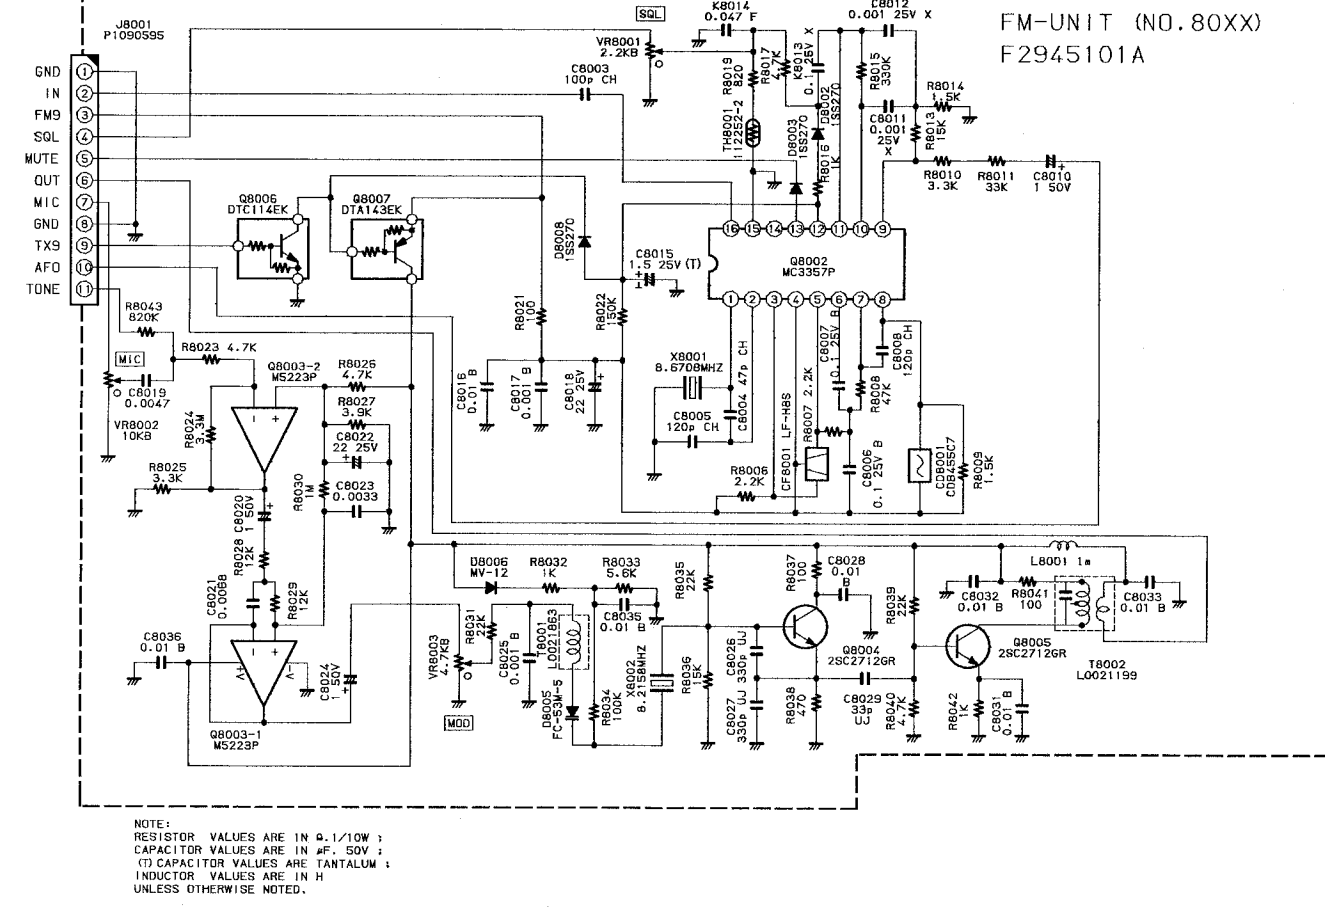 FM-UNIT (NO.80XX)
F2945101A
J8001
P1090595
GND 1
IN 2
FM9 3
SQL 4
MUTE 5
OUT 6
MIC 7
GND 8
TX9 9
AFO 10
TONE 11
SQL
VR8001
2.2KB
K8014
0.047 F
C8003
100p CH
R8019
820
R8017
4.7K
K8013
0.1 25V X
C8012
0.001 25V X
R8015
330K
C8011
0.001
25V
X
R8014
1.5K
R8013
15K
TH8001
112252-2
D8003
1SS270
D8002
1SS270
R8016
1K
R8010
3.3K
R8011
33K
C8010
1 50V
Q8006
DTC114EK
Q8007
DTA143EK
D8008
1SS270
C8015
1.5 25V (T)
16 15 14 13 12 11 10 9
Q8002
MC3357P
1 2 3 4 5 6 7 8
R8021
100
R8022
150K
R8043
820K
R8023 4.7K
MIC
C8019
0.0047
VR8002
10KB
Q8003-2
M5223P
R8026
4.7K
R8027
3.9K
C8022
22 25V
C8023
0.0033
R8024
3.3M
R8025
3.3K
R8030
1M
C8020
1 50V
R8028
12K
C8016
0.01 B
C8017
0.001 B
C8018
22 25V
X8001
8.6708MHZ
C8005
120p CH
C8004 47p CH
R8007 2.2K
CF8001 LF-H8S
C8007
0.1 25V B
C8008
120p CH
R8008
47K
R8006
2.2K
C8006
0.1 25V B
CDB8001
CDB455C7
R8009
1.5K
C8021
0.0068
R8029
12K
C8036
0.01 B
V+
V-
C8024
1 50V
Q8003-1
M5223P
VR8003
4.7KB
MOD
D8006
MV-12
R8032
1K
R8033
5.6K
R8031
22K
C8025
0.001 B
T8001
L0021863
C8035
0.01 B
D8005
FC-53M-5
R8034
100K
X8002
8.2158MHZ
R8035
22K
R8036
15K
C8026
330p UJ
C8027
330p UJ
R8037
100
C8028
0.01
B
Q8004
2SC2712GR
R8038
470
C8029
33p
UJ
R8039
22K
R8040
4.7K
L8001 1m
C8032
0.01 B
R8041
100
C8033
0.01 B
Q8005
2SC2712GR
T8002
L0021199
R8042
1K
C8031
0.01 B
NOTE:
RESISTOR VALUES ARE IN Ω.1/10W ;
CAPACITOR VALUES ARE IN μF. 50V ;
(T) CAPACITOR VALUES ARE TANTALUM ;
INDUCTOR VALUES ARE IN H
UNLESS OTHERWISE NOTED.